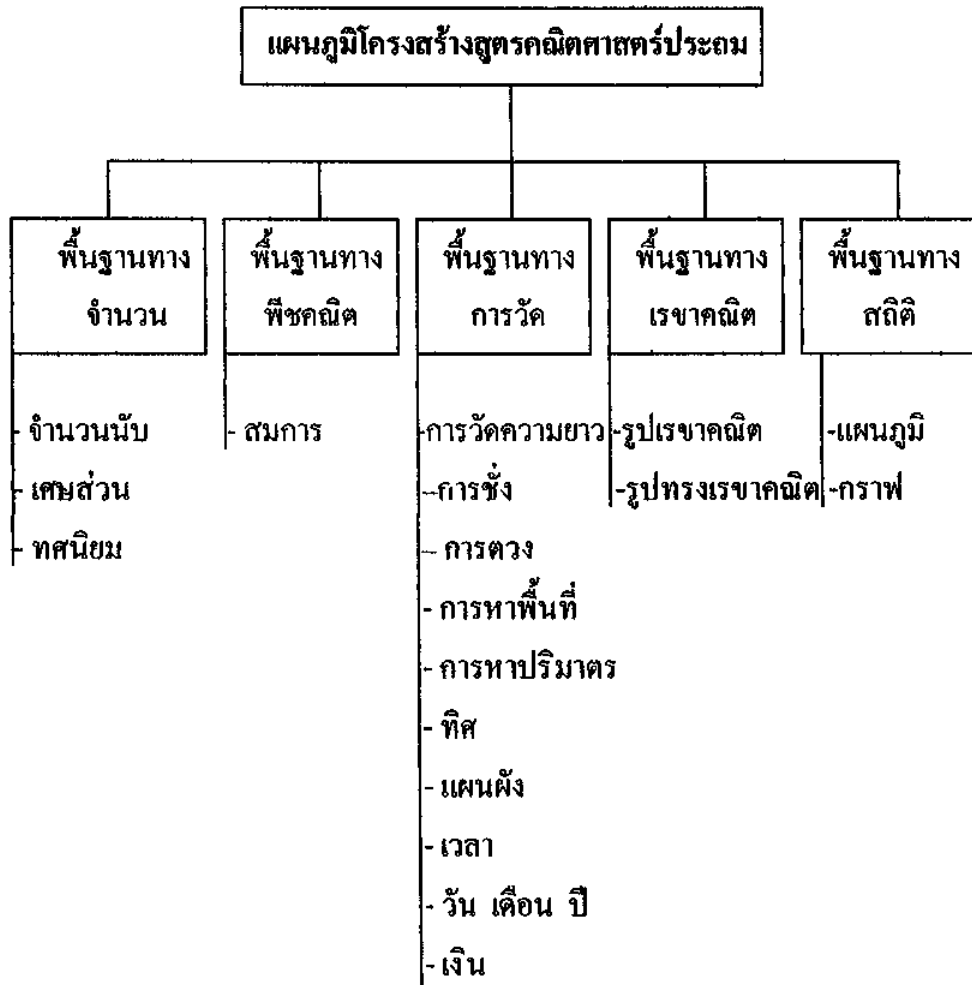 แผนภูมิโครงสร้างสูตรคณิตศาสตร์ประถม
พื้นฐานทาง
จำนวน
- จำนวนนับ
- เศษส่วน
- ทศนิยม
พื้นฐานทาง
พีชคณิต
- สมการ
พื้นฐานทาง
การวัด
- การวัดความยาว
- การชั่ง
- การตวง
- การหาพื้นที่
- การหาปริมาตร
- ทิศ
- แผนผัง
- เวลา
- วัน เดือน ปี
- เงิน
พื้นฐานทาง
เรขาคณิต
- รูปเรขาคณิต
- รูปทรงเรขาคณิต
พื้นฐานทาง
สถิติ
- แผนภูมิ
- กราฟ